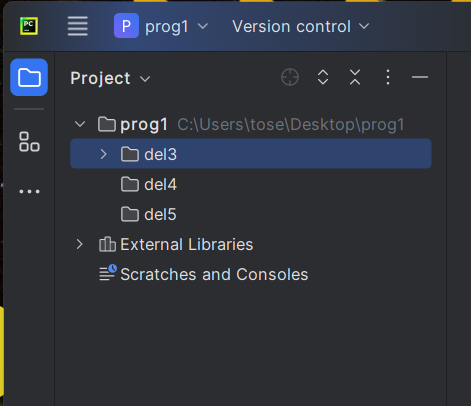 PC
P prog1 Version control
Project
prog1 C:\Users\tose\Desktop\prog1
del3
del4
del5
External Libraries
Scratches and Consoles